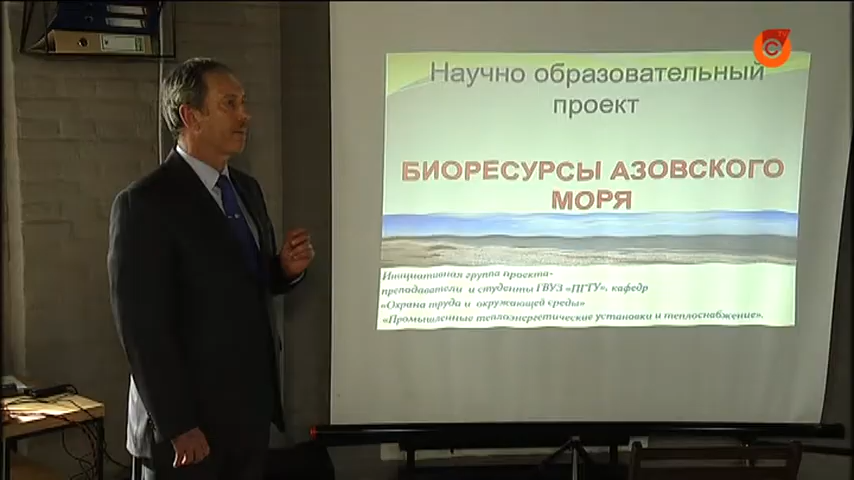 Научно образовательный
проект
БИОРЕСУРСЫ АЗОВСКОГО
МОРЯ
Инициативная группа проекта-
преподаватели и студенты ГВУЗ «ПГТУ», кафедр
«Охрана труда и окружающей среды»
«Промышленные теплоэнергетические установки и теплоснабжение».
C TV